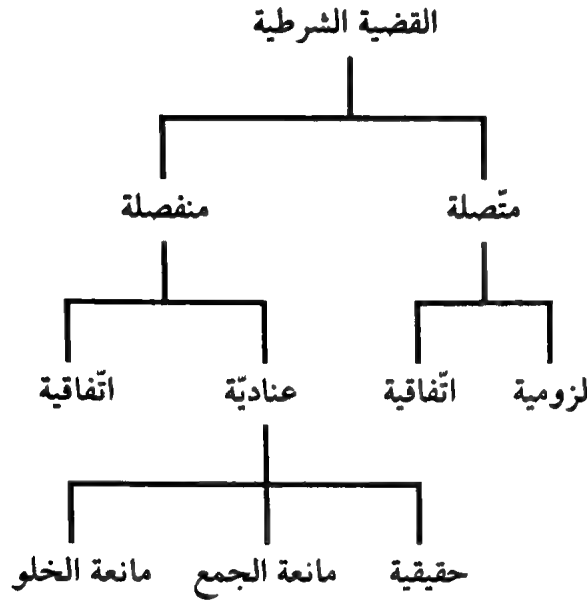 القضية الشرطية
متّصلة منفصلة
لزومية اتّفاقية عناديّة اتّفاقية
حقيقية مانعة الجمع مانعة الخلو